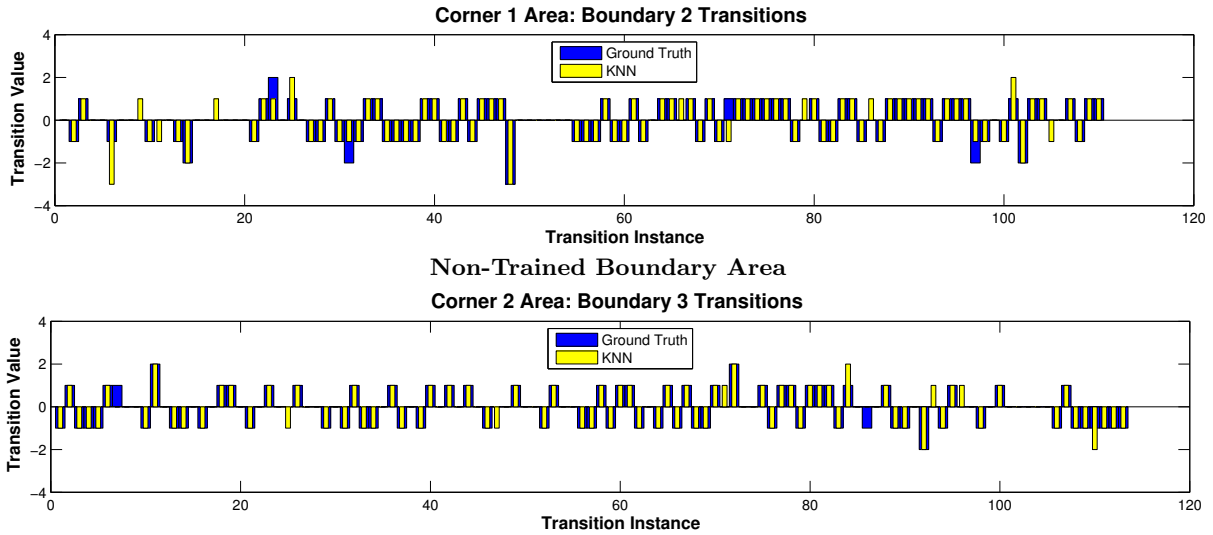 Corner 1 Area: Boundary 2 Transitions
Transition Value
4
2
0
−2
−4
Ground Truth
KNN
0 20 40 60 80 100 120
Transition Instance
Non-Trained Boundary Area
Corner 2 Area: Boundary 3 Transitions
Transition Value
4
2
0
−2
−4
Ground Truth
KNN
0 20 40 60 80 100 120
Transition Instance